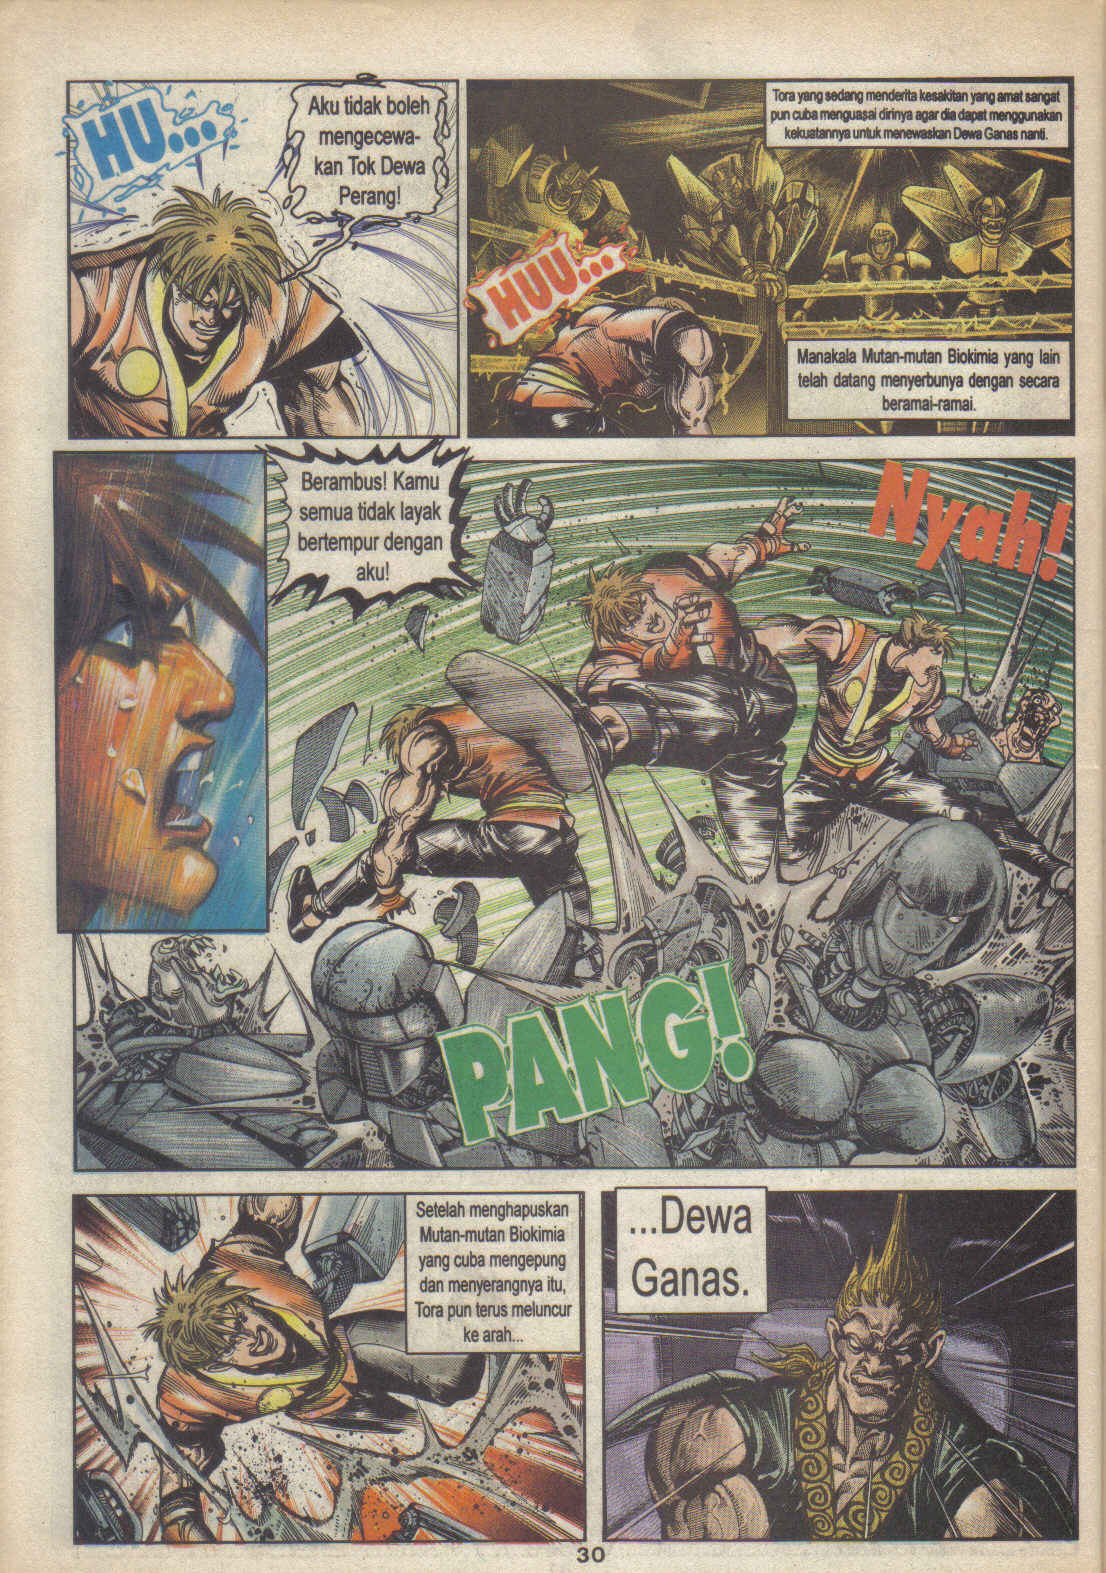 HU...
Aku tidak boleh
mengecewa-
kan Tok Dewa
Perang!
Tora yang sedang menderita kesakitan yang amat sangat
pun cuba menguasai dirinya agar dia dapat menggunakan
kekuatannya untuk menewaskan Dewa Ganas nanti.
HUU...
Manakala Mutan-mutan Biokimia yang lain
telah datang menyerbunya dengan secara
beramai-ramai.
Berambus! Kamu
semua tidak layak
bertempur dengan
aku!
Nyah!
PANG!
Setelah menghapuskan
Mutan-mutan Biokimia
yang cuba mengepung
dan menyerangnya itu,
Tora pun terus meluncur
ke arah...
...Dewa
Ganas.
30